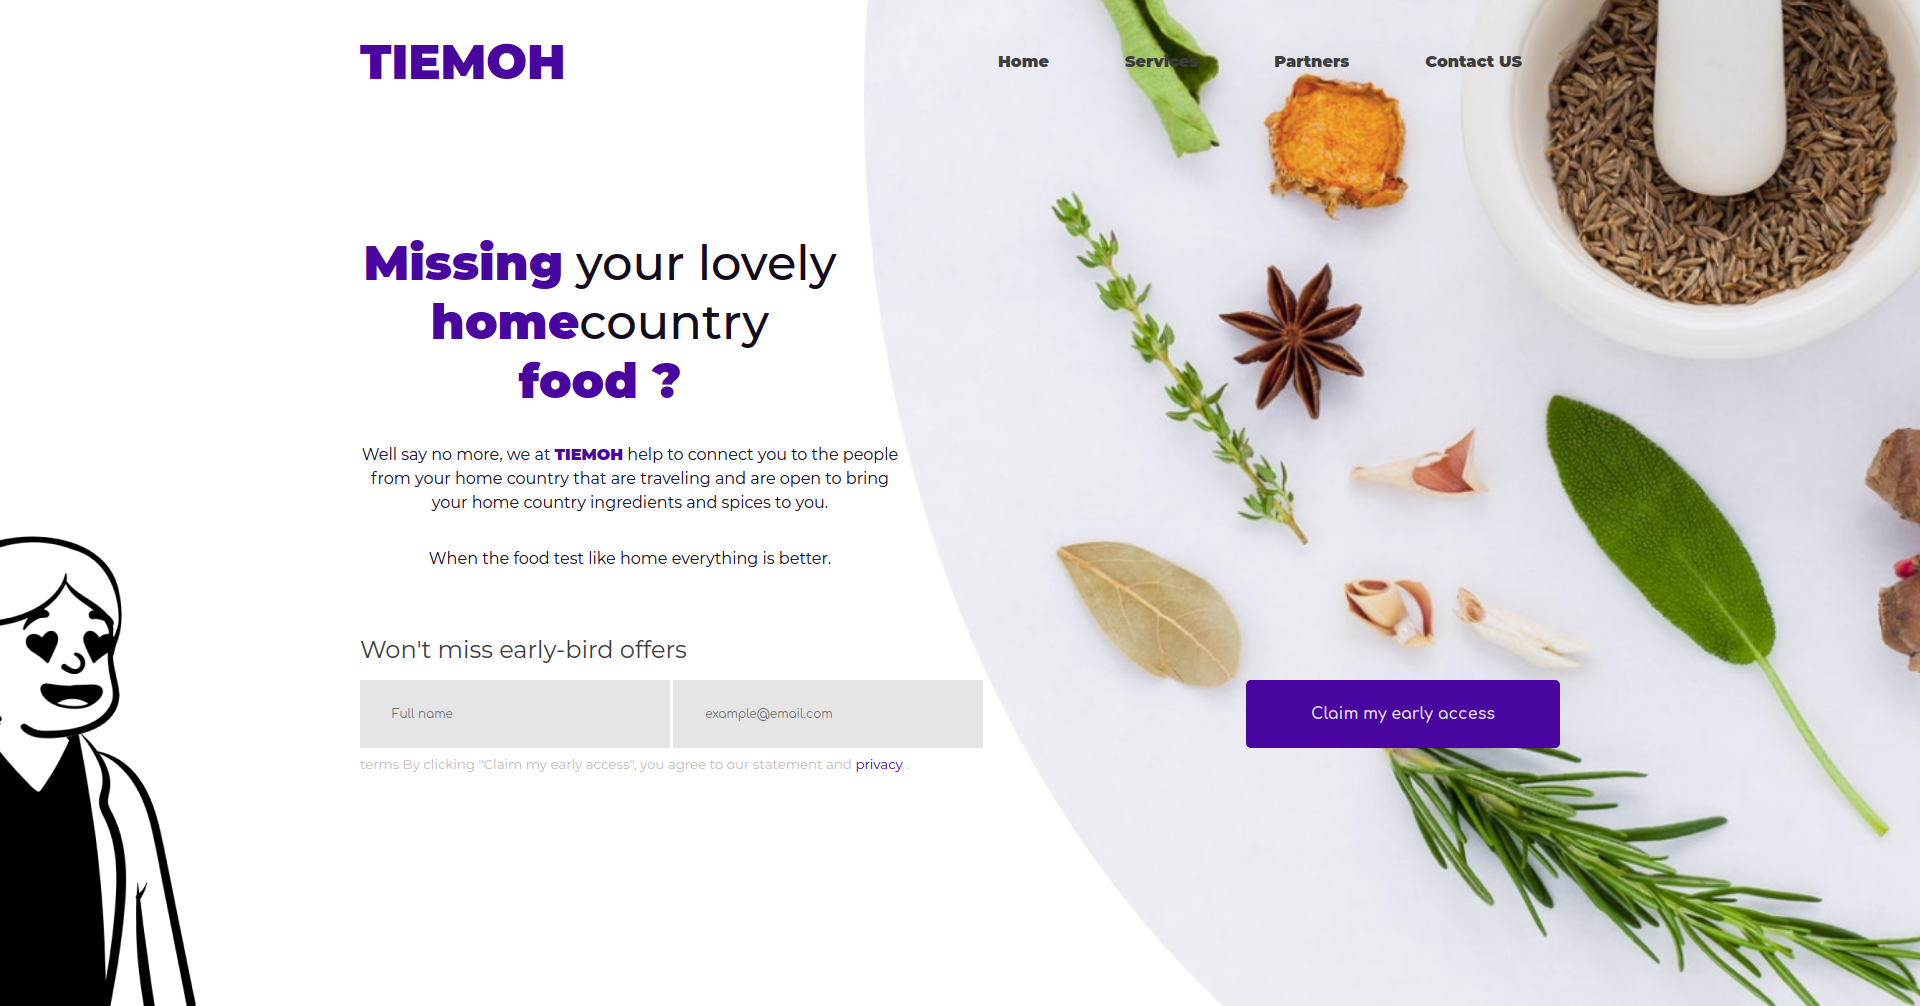 TIEMOH
Home Services Partners Contact US
Missing your lovely
homecountry
food ?
Well say no more, we at TIEMOH help to connect you to the people
from your home country that are traveling and are open to bring
your home country ingredients and spices to you.
When the food test like home everything is better.
Won't miss early-bird offers
Full name
example@email.com
Claim my early access
terms By clicking "Claim my early access", you agree to our statement and privacy .